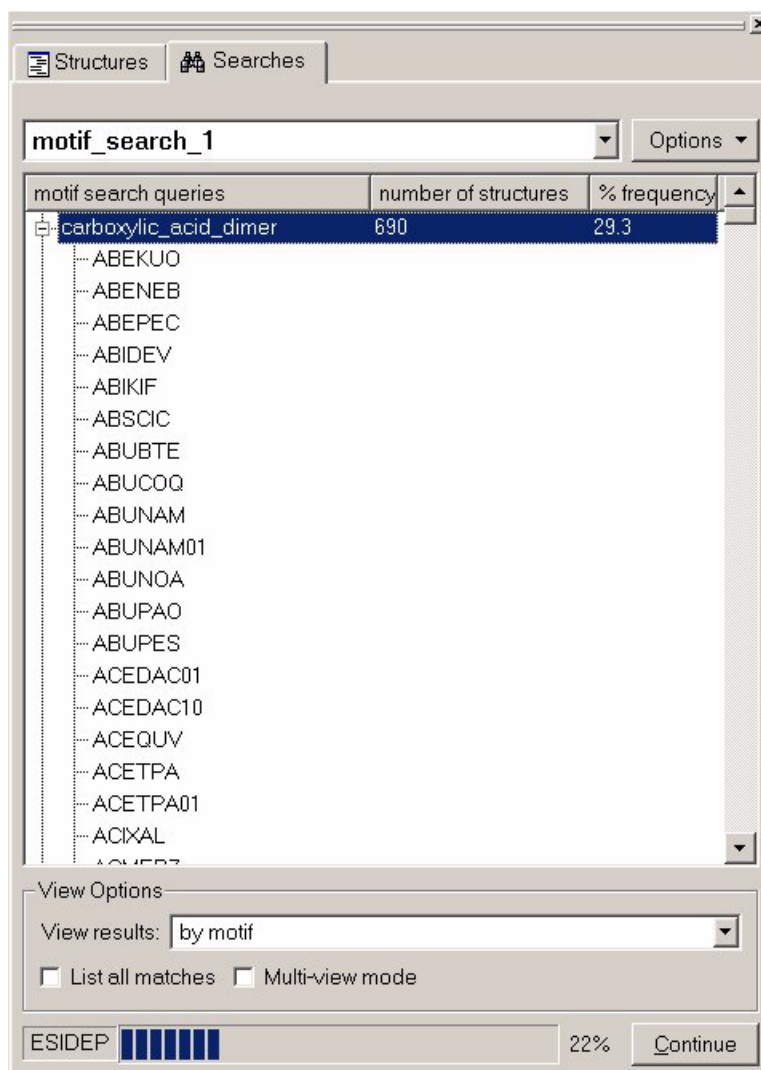 Structures Searches
motif_search_1 Options
motif search queries number of structures % frequency
carboxylic_acid_dimer 690 29.3
ABEKUO
ABENEB
ABEPEC
ABIDEV
ABIKIF
ABSCIC
ABUBTE
ABUCOQ
ABUNAM
ABUNAM01
ABUNOA
ABUPAO
ABUPES
ACEDAC01
ACEDAC10
ACEQUV
ACETPA
ACETPA01
ACIXAL
View Options
View results: by motif
List all matches Multi-view mode
ESIDEP 22% Continue